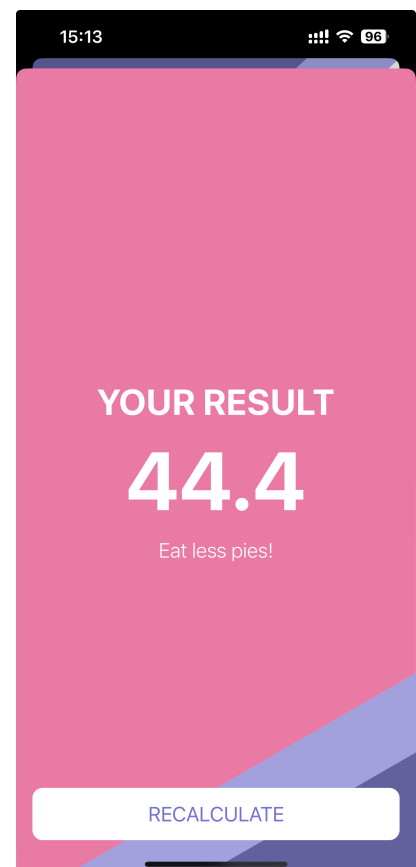 15:13
96
YOUR RESULT
44.4
Eat less pies!
RECALCULATE